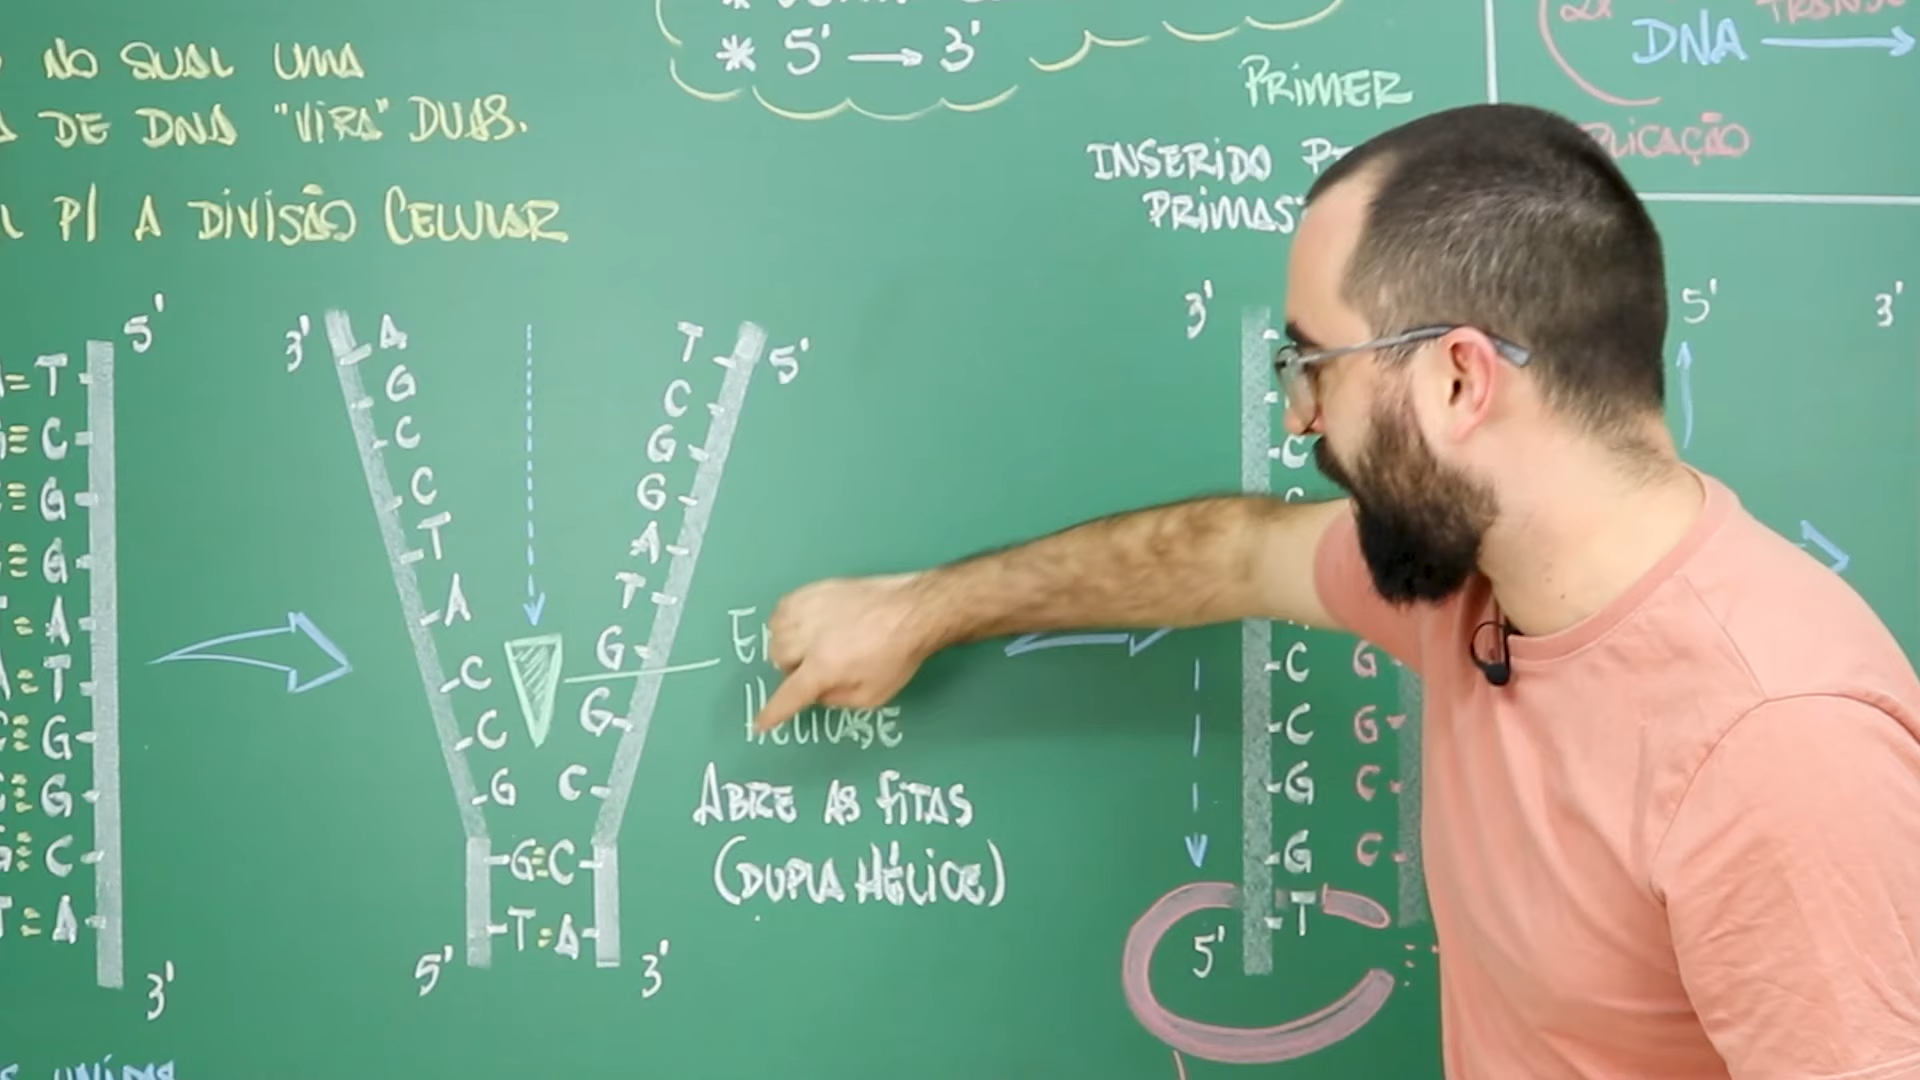 * 5' → 3'
NO QUAL UMA
DE DNA "VIRA" DUAS.
P/ A DIVISÃO CELULAR
PRIMER
INSERIDO
DNA
5'
3'
A
G
C
C
T
A
C
C
G
G≡C
T=A
5'
T
C
G
G
A
T
G
G
C
5'
3'
=T
≡C
≡G
≡G
=A
=T
≡G
≡G
≡C
T=A
3'
HELICASE
ABRE AS FITAS
(DUPLA HÉLICE)
3'
C
C G
C G
G C
G C
T
5'
5'
3'